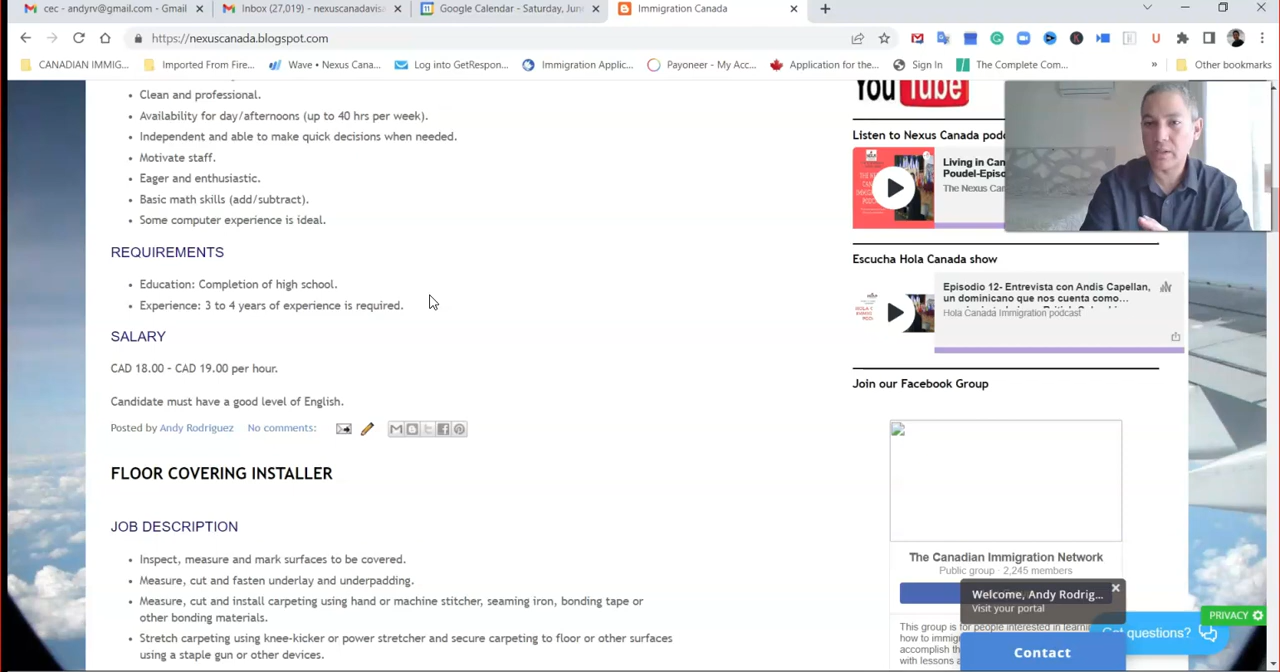 cec - andyrv@gmail.com - Gmail
Inbox (27,019) - nexuscanadavis
Google Calendar - Saturday, Jun
Immigration Canada
https://nexuscanada.blogspot.com
CANADIAN IMMIG...
Imported From Fire...
Wave • Nexus Cana...
Log into GetRespon...
Immigration Applic...
Payoneer - My Acc...
Application for the...
Sign In
The Complete Com...
»
Other bookmarks
• Clean and professional.
• Availability for day/afternoons (up to 40 hrs per week).
• Independent and able to make quick decisions when needed.
• Motivate staff.
• Eager and enthusiastic.
• Basic math skills (add/subtract).
• Some computer experience is ideal.
REQUIREMENTS
• Education: Completion of high school.
• Experience: 3 to 4 years of experience is required.
SALARY
CAD 18.00 – CAD 19.00 per hour.
Candidate must have a good level of English.
Posted by Andy Rodriguez No comments:
FLOOR COVERING INSTALLER
JOB DESCRIPTION
• Inspect, measure and mark surfaces to be covered.
• Measure, cut and fasten underlay and underpadding.
• Measure, cut and install carpeting using hand or machine stitcher, seaming iron, bonding tape or
other bonding materials.
• Stretch carpeting using knee-kicker or power stretcher and secure carpeting to floor or other surfaces
using a staple gun or other devices.
YouTube
Listen to Nexus Canada podc
Living in Can
Poudel-Episo
The Nexus Can
Escucha Hola Canada show
Episodio 12- Entrevista con Andis Capellan,
un dominicano que nos cuenta como...
Hola Canada Immigration podcast
Join our Facebook Group
The Canadian Immigration Network
Public group · 2,245 members
Welcome, Andy Rodrig...
Visit your portal
PRIVACY
Got questions?
This group is for people interested in learni
how to immig
accomplish th
with lessons a
Contact